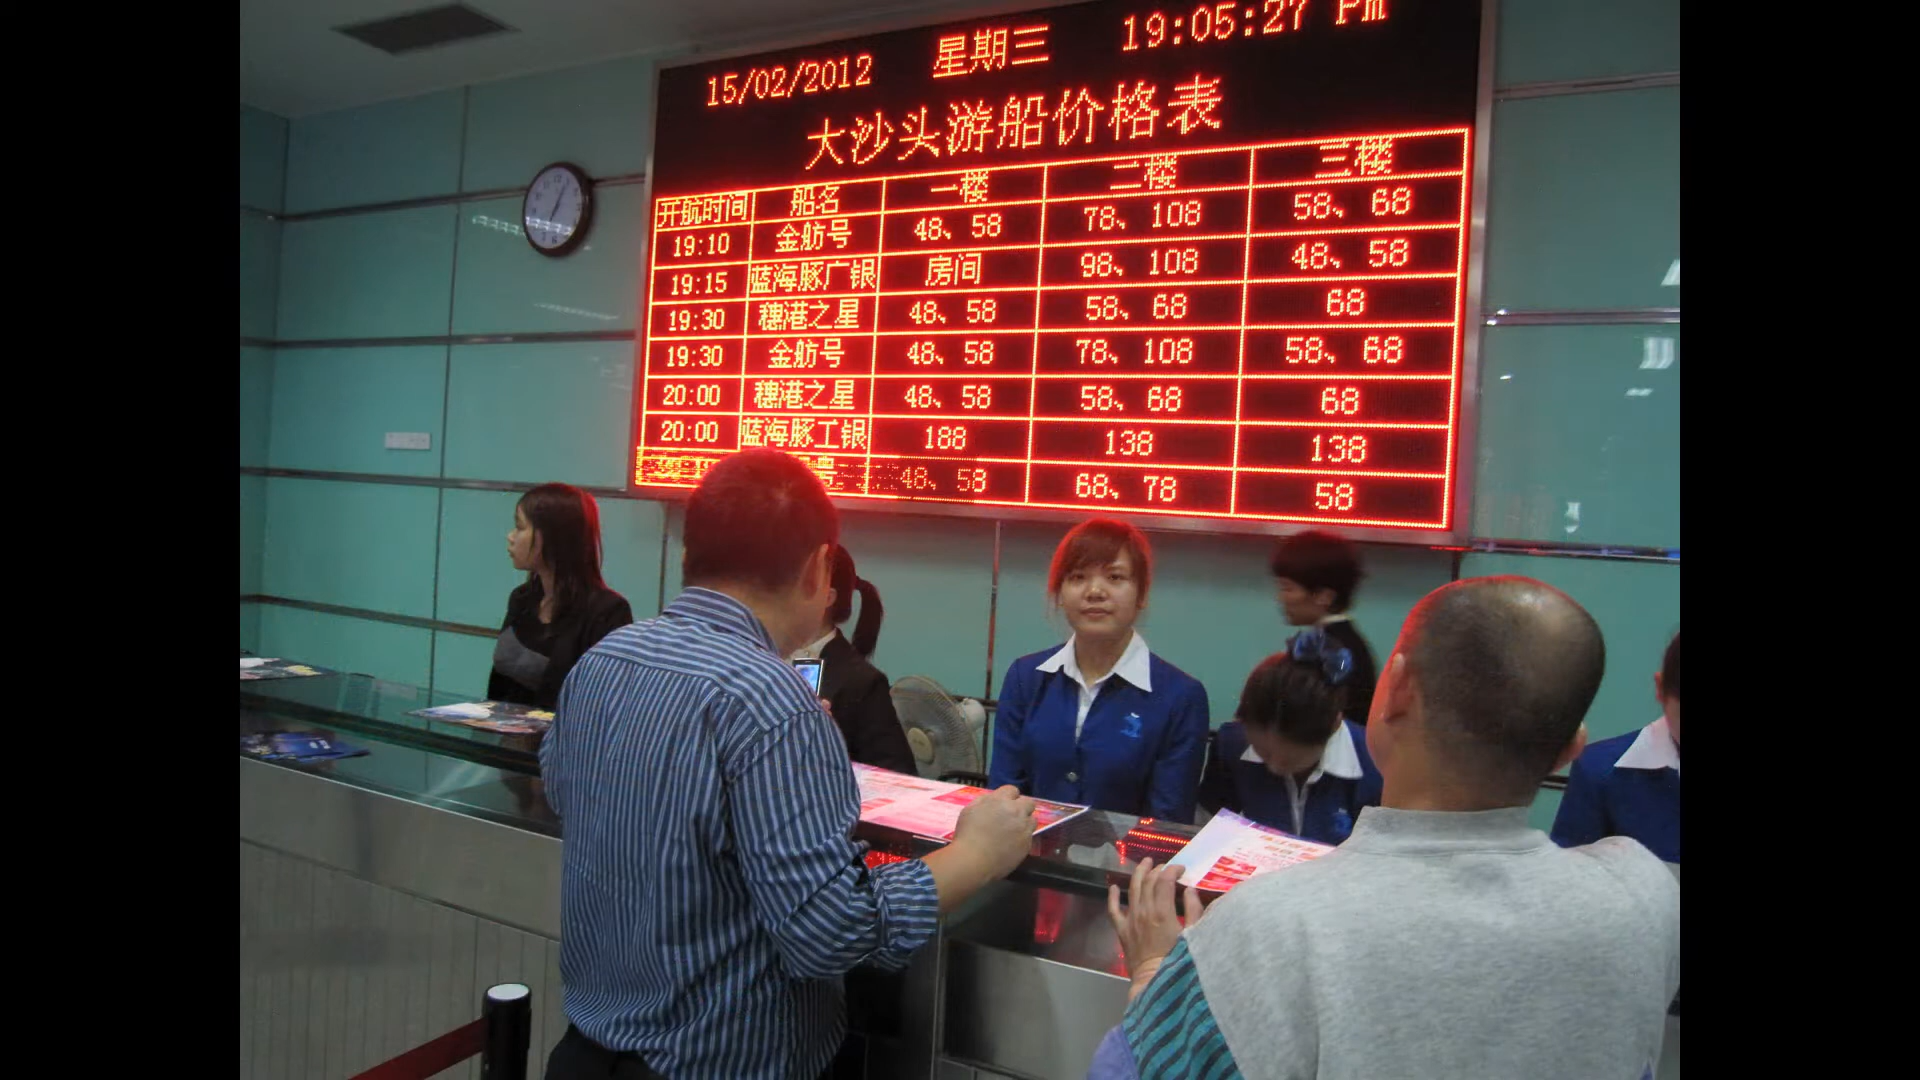 15/02/2012 星期三 19:05:27 Pm
大沙头游船价格表
开航时间 船名 一楼 二楼 三楼
19:10 金舫号 48、58 78、108 58、68
19:15 蓝海豚广银 房间 98、108 48、58
19:30 穗港之星 48、58 58、68 68
19:30 金舫号 48、58 78、108 58、68
20:00 穗港之星 48、58 58、68 68
20:00 蓝海豚工银 188 138 138
48、58 68、78 58